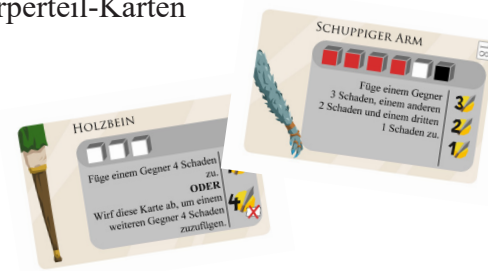 rperteil-Karten
SCHUPPIGER ARM
Füge einem Gegner
3 Schaden, einem anderen
2 Schaden und einem dritten
1 Schaden zu.
3
2
1
HOLZBEIN
Füge einem Gegner 4 Schaden
zu.
ODER
Wirf diese Karte ab, um einem
weiteren Gegner 4 Schaden
zuzufügen.
4